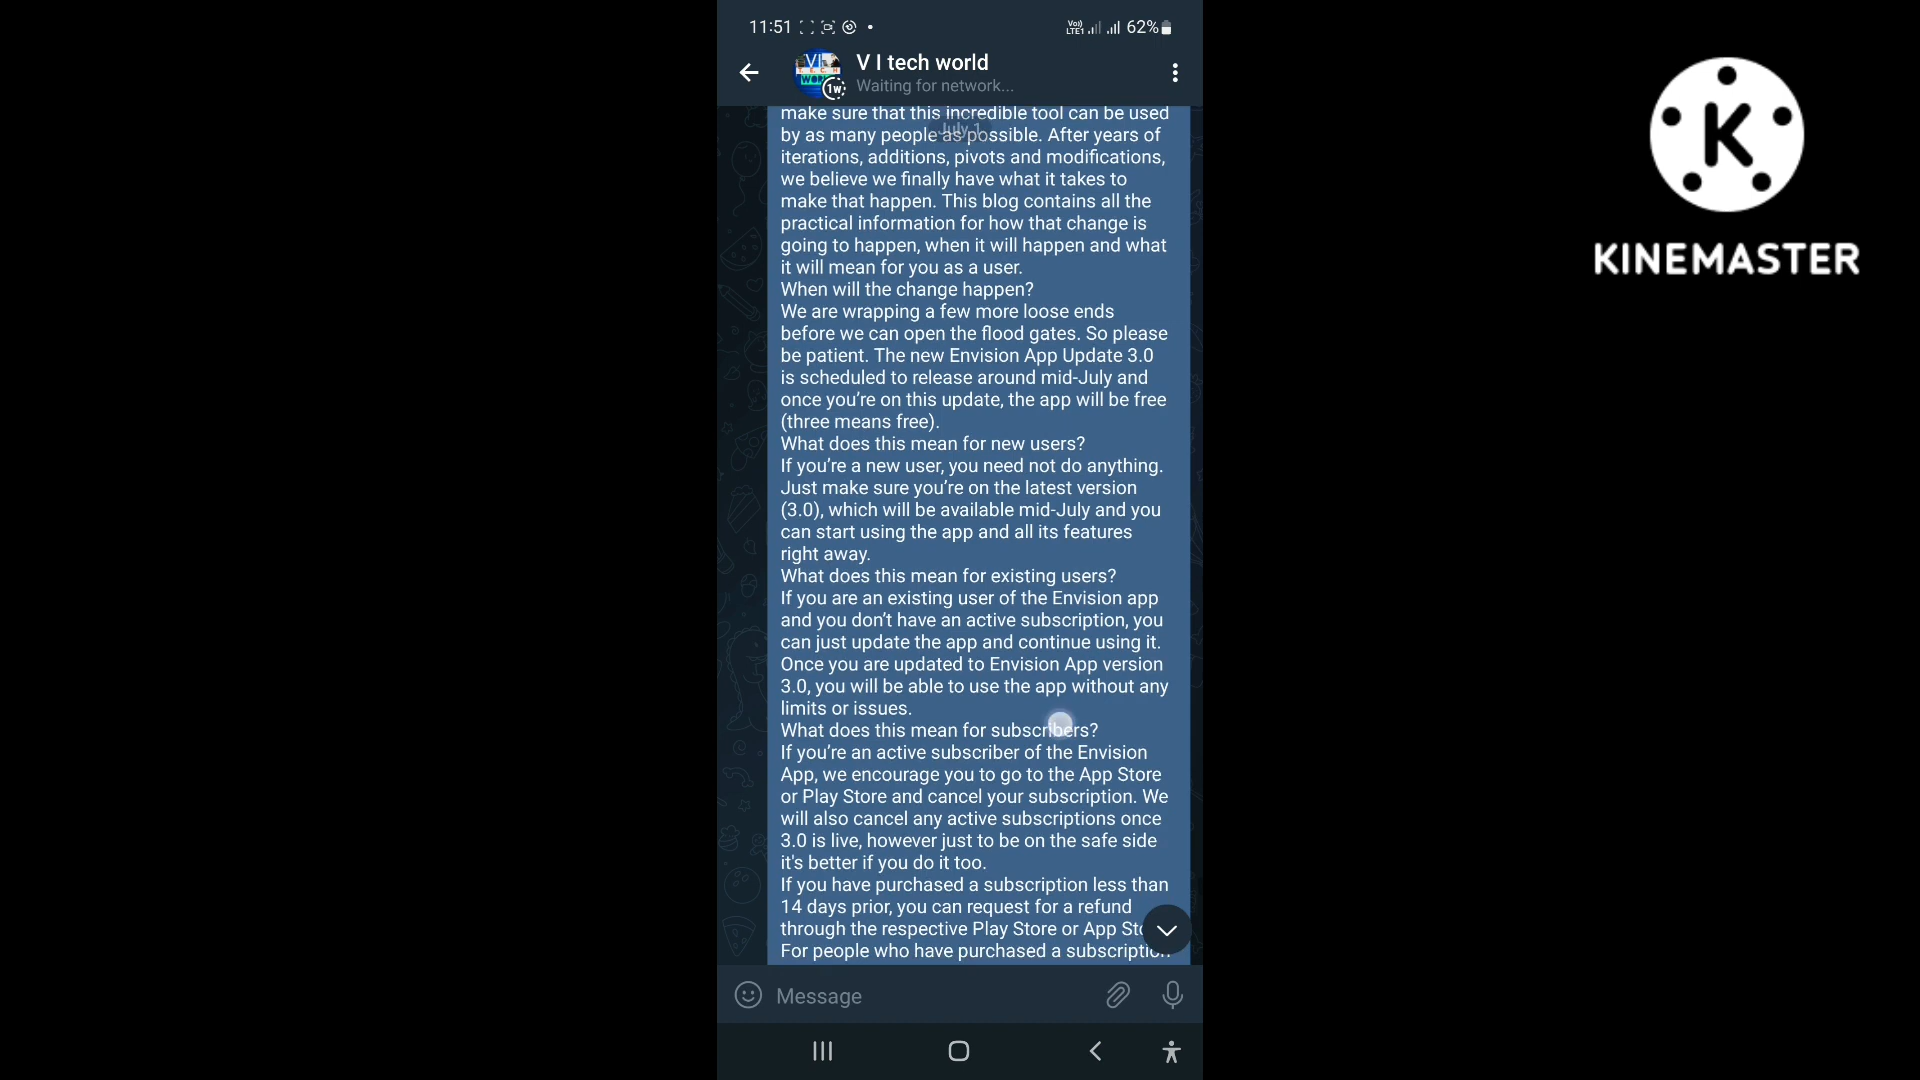 11:51
Vo)) LTE1 62%
VI
TECH
WORLD
1w
V I tech world
Waiting for network...
make sure that this incredible tool can be used
July 1
by as many people as possible. After years of
iterations, additions, pivots and modifications,
we believe we finally have what it takes to
make that happen. This blog contains all the
practical information for how that change is
going to happen, when it will happen and what
it will mean for you as a user.
When will the change happen?
We are wrapping a few more loose ends
before we can open the flood gates. So please
be patient. The new Envision App Update 3.0
is scheduled to release around mid-July and
once you’re on this update, the app will be free
(three means free).
What does this mean for new users?
If you’re a new user, you need not do anything.
Just make sure you’re on the latest version
(3.0), which will be available mid-July and you
can start using the app and all its features
right away.
What does this mean for existing users?
If you are an existing user of the Envision app
and you don’t have an active subscription, you
can just update the app and continue using it.
Once you are updated to Envision App version
3.0, you will be able to use the app without any
limits or issues.
What does this mean for subscribers?
If you’re an active subscriber of the Envision
App, we encourage you to go to the App Store
or Play Store and cancel your subscription. We
will also cancel any active subscriptions once
3.0 is live, however just to be on the safe side
it's better if you do it too.
If you have purchased a subscription less than
14 days prior, you can request for a refund
through the respective Play Store or App Sto
For people who have purchased a subscription
Message
K
KINEMASTER